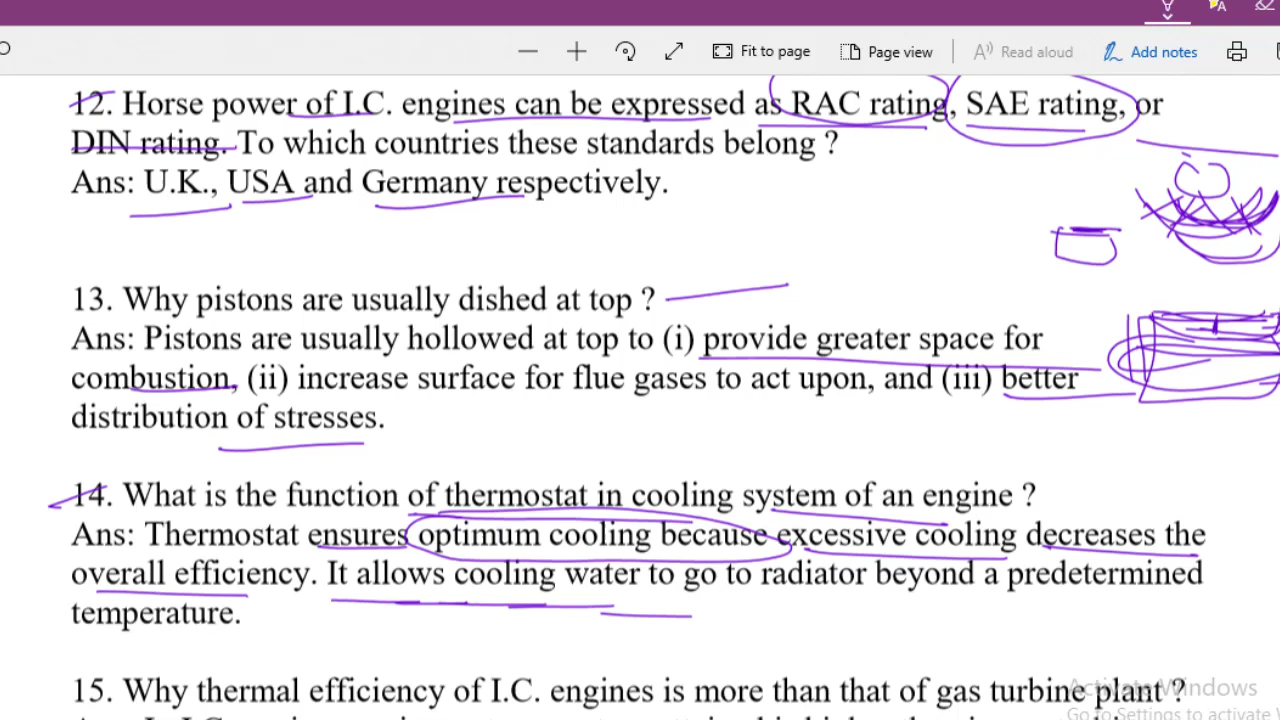 Fit to page
Page view
Read aloud
Add notes
12. Horse power of I.C. engines can be expressed as RAC rating, SAE rating, or
DIN rating. To which countries these standards belong ?
Ans: U.K., USA and Germany respectively.
13. Why pistons are usually dished at top ?
Ans: Pistons are usually hollowed at top to (i) provide greater space for
combustion, (ii) increase surface for flue gases to act upon, and (iii) better
distribution of stresses.
14. What is the function of thermostat in cooling system of an engine ?
Ans: Thermostat ensures optimum cooling because excessive cooling decreases the
overall efficiency. It allows cooling water to go to radiator beyond a predetermined
temperature.
15. Why thermal efficiency of I.C. engines is more than that of gas turbine plant ?
Activate Windows
Go to Settings to activate